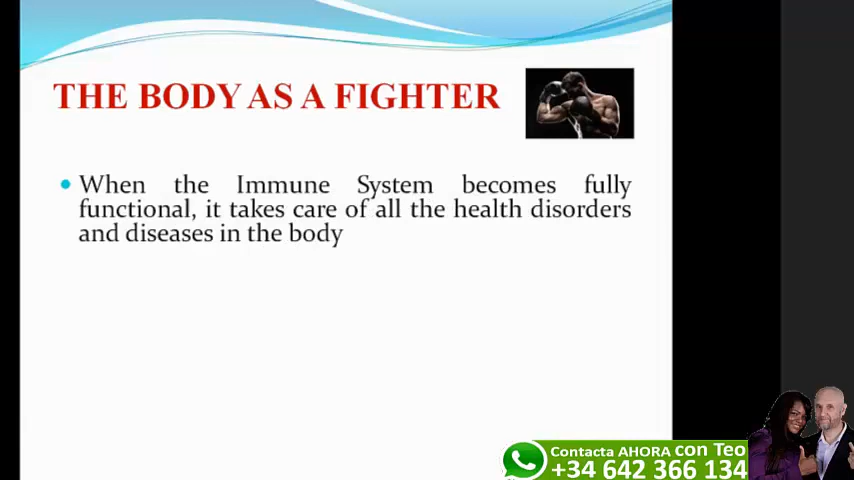 THE BODY AS A FIGHTER
When the Immune System becomes fully
functional, it takes care of all the health disorders
and diseases in the body
Contacta AHORA con Teo
+34 642 366 134